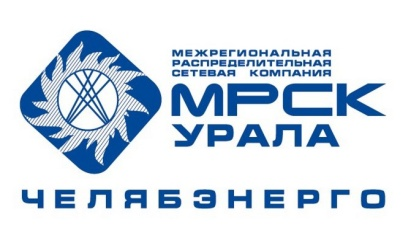 МЕЖРЕГИОНАЛЬНАЯ
РАСПРЕДЕЛИТЕЛЬНАЯ
СЕТЕВАЯ КОМПАНИЯ
МРСК
УРАЛА
ЧЕЛЯБЭНЕРГО